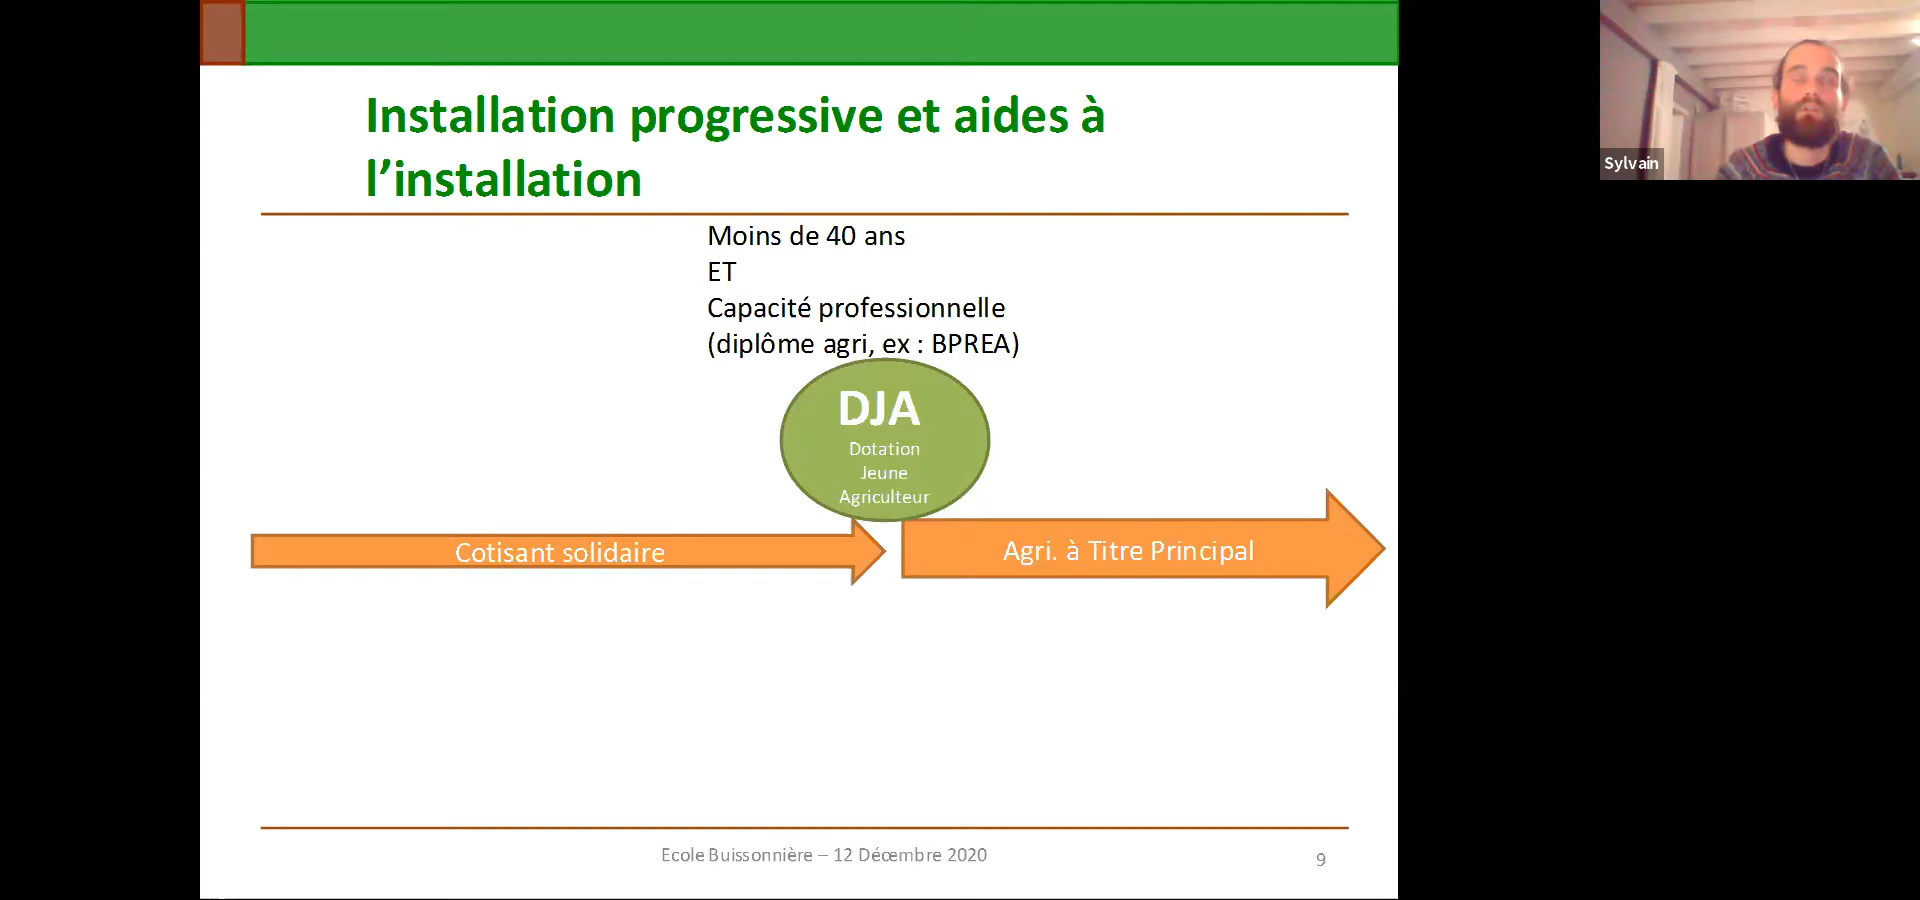 Installation progressive et aides à
l’installation
Moins de 40 ans
ET
Capacité professionnelle
(diplôme agri, ex : BPREA)
DJA
Dotation
Jeune
Agriculteur
Cotisant solidaire
Agri. à Titre Principal
Ecole Buissonnière – 12 Décembre 2020
9
Sylvain